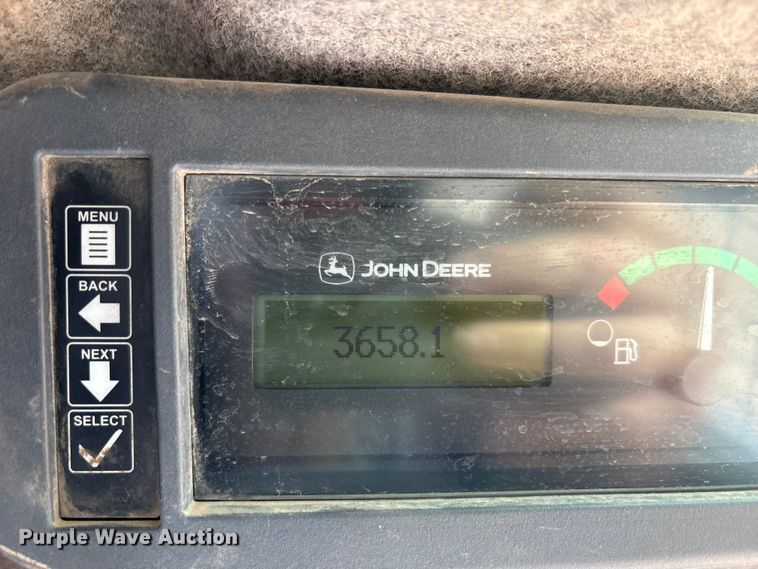 MENU
BACK
NEXT
SELECT
JOHN DEERE
3658.1
Purple Wave Auction